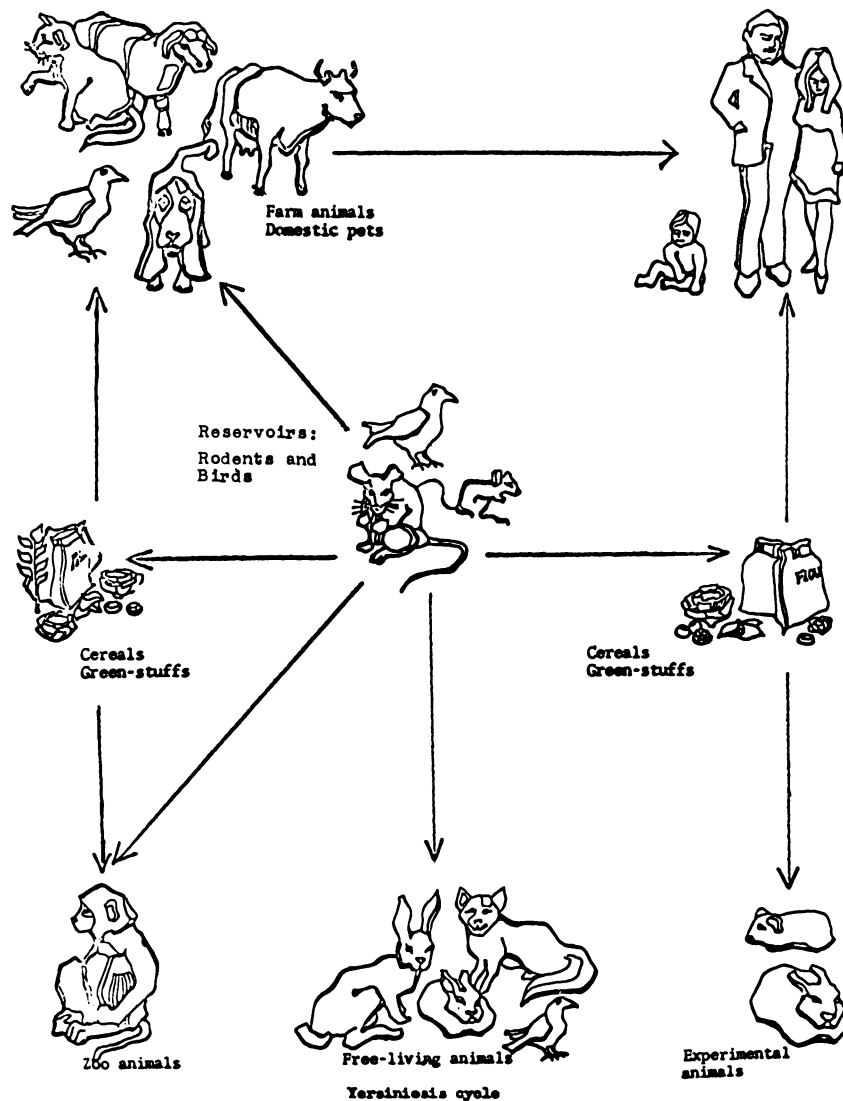 Farm animals
Domestic pets
Reservoirs:
Rodents and
Birds
Cereals
Green-stuffs
Cereals
Green-stuffs
Zoo animals
Free-living animals
Experimental
animals
Yersiniosis cycle